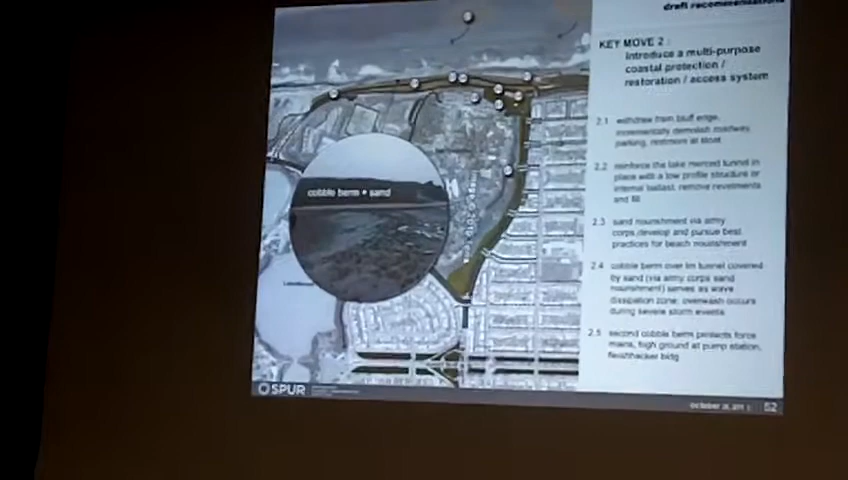 draft recommendations
KEY MOVE 2 :
introduce a multi-purpose
coastal protection /
restoration / access system
2.1 withdraw from bluff edge,
incrementally demolish roadway,
parking, restrooms at sloat
2.2 reinforce the lake merced tunnel in
place with a low profile structure or
internal ballast, remove revetments
and fill
2.3 sand nourishment via army
corps/develop and pursue best
practices for beach nourishment
2.4 cobble berm over lm tunnel covered
by sand (via army corps sand
nourishment) serves as wave
dissipation zone; overwash occurs
during severe storm events
2.5 second cobble berm protects force
mains, high ground at pump station,
fleishhacker bldg
cobble berm + sand
SPUR
52